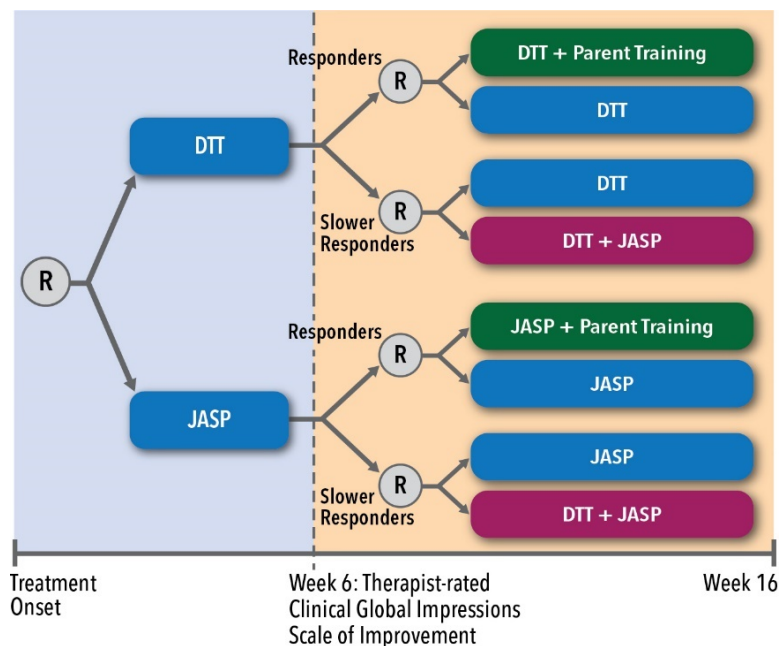 Responders
R
DTT + Parent Training
DTT
DTT
R
Slower
Responders
DTT
DTT + JASP
R
Responders
R
JASP + Parent Training
JASP
JASP
R
Slower
Responders
JASP
DTT + JASP
Treatment
Onset
Week 6: Therapist-rated
Clinical Global Impressions
Scale of Improvement
Week 16